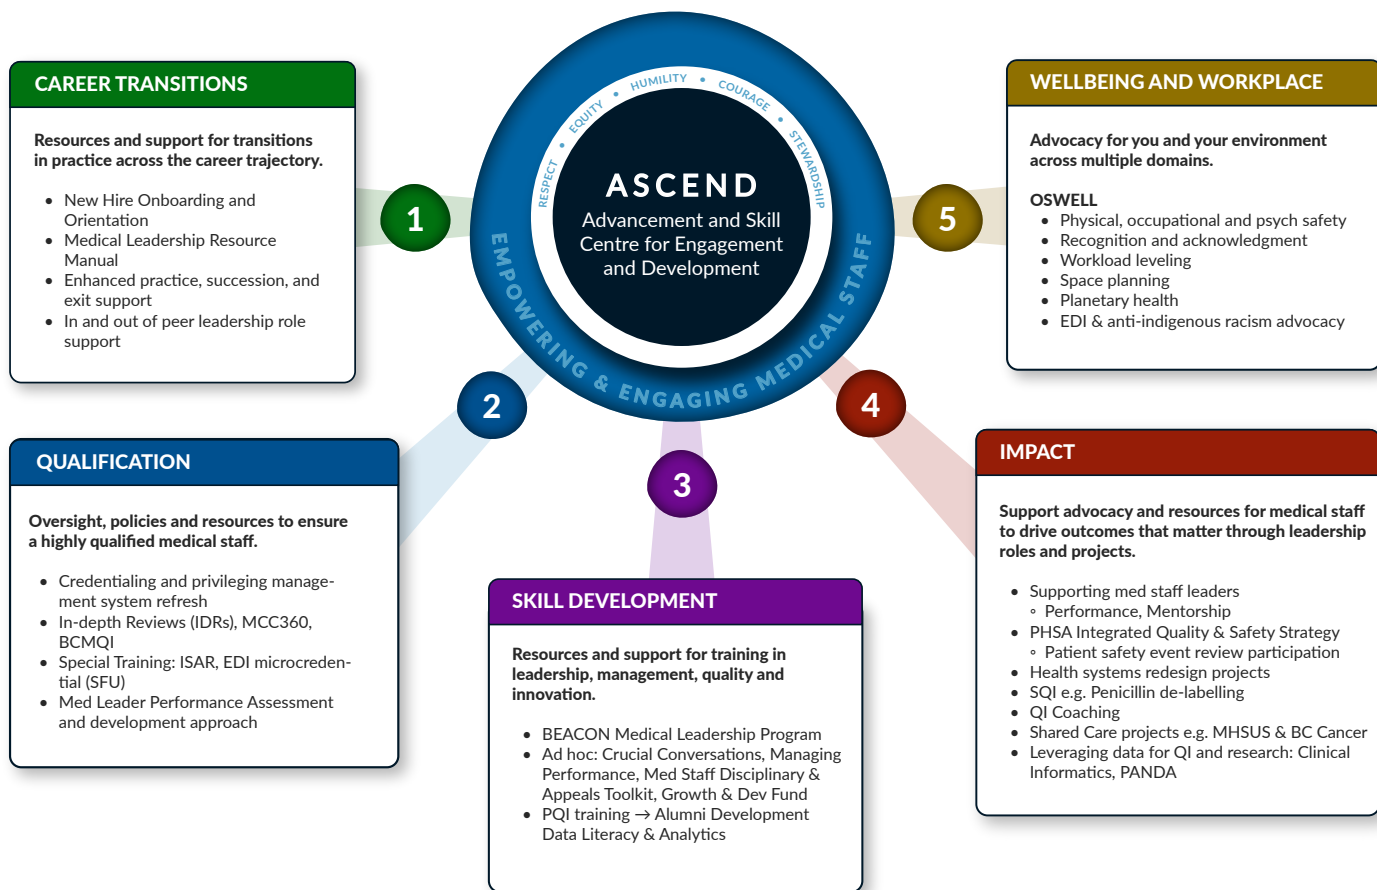 CAREER TRANSITIONS
Resources and support for transitions
in practice across the career trajectory.
• New Hire Onboarding and
Orientation
• Medical Leadership Resource
Manual
• Enhanced practice, succession, and
exit support
• In and out of peer leadership role
support
1
RESPECT • EQUITY • HUMILITY • COURAGE • STEWARDSHIP
ASCEND
Advancement and Skill
Centre for Engagement
and Development
EMPOWERING & ENGAGING MEDICAL STAFF
5
WELLBEING AND WORKPLACE
Advocacy for you and your environment
across multiple domains.
OSWELL
• Physical, occupational and psych safety
• Recognition and acknowledgment
• Workload leveling
• Space planning
• Planetary health
• EDI & anti-indigenous racism advocacy
2
QUALIFICATION
Oversight, policies and resources to ensure
a highly qualified medical staff.
• Credentialing and privileging manage-
ment system refresh
• In-depth Reviews (IDRs), MCC360,
BCMQI
• Special Training: ISAR, EDI microcreden-
tial (SFU)
• Med Leader Performance Assessment
and development approach
3
SKILL DEVELOPMENT
Resources and support for training in
leadership, management, quality and
innovation.
• BEACON Medical Leadership Program
• Ad hoc: Crucial Conversations, Managing
Performance, Med Staff Disciplinary &
Appeals Toolkit, Growth & Dev Fund
• PQI training → Alumni Development
Data Literacy & Analytics
4
IMPACT
Support advocacy and resources for medical staff
to drive outcomes that matter through leadership
roles and projects.
• Supporting med staff leaders
◦ Performance, Mentorship
• PHSA Integrated Quality & Safety Strategy
◦ Patient safety event review participation
• Health systems redesign projects
• SQI e.g. Penicillin de-labelling
• QI Coaching
• Shared Care projects e.g. MHSUS & BC Cancer
• Leveraging data for QI and research: Clinical
Informatics, PANDA